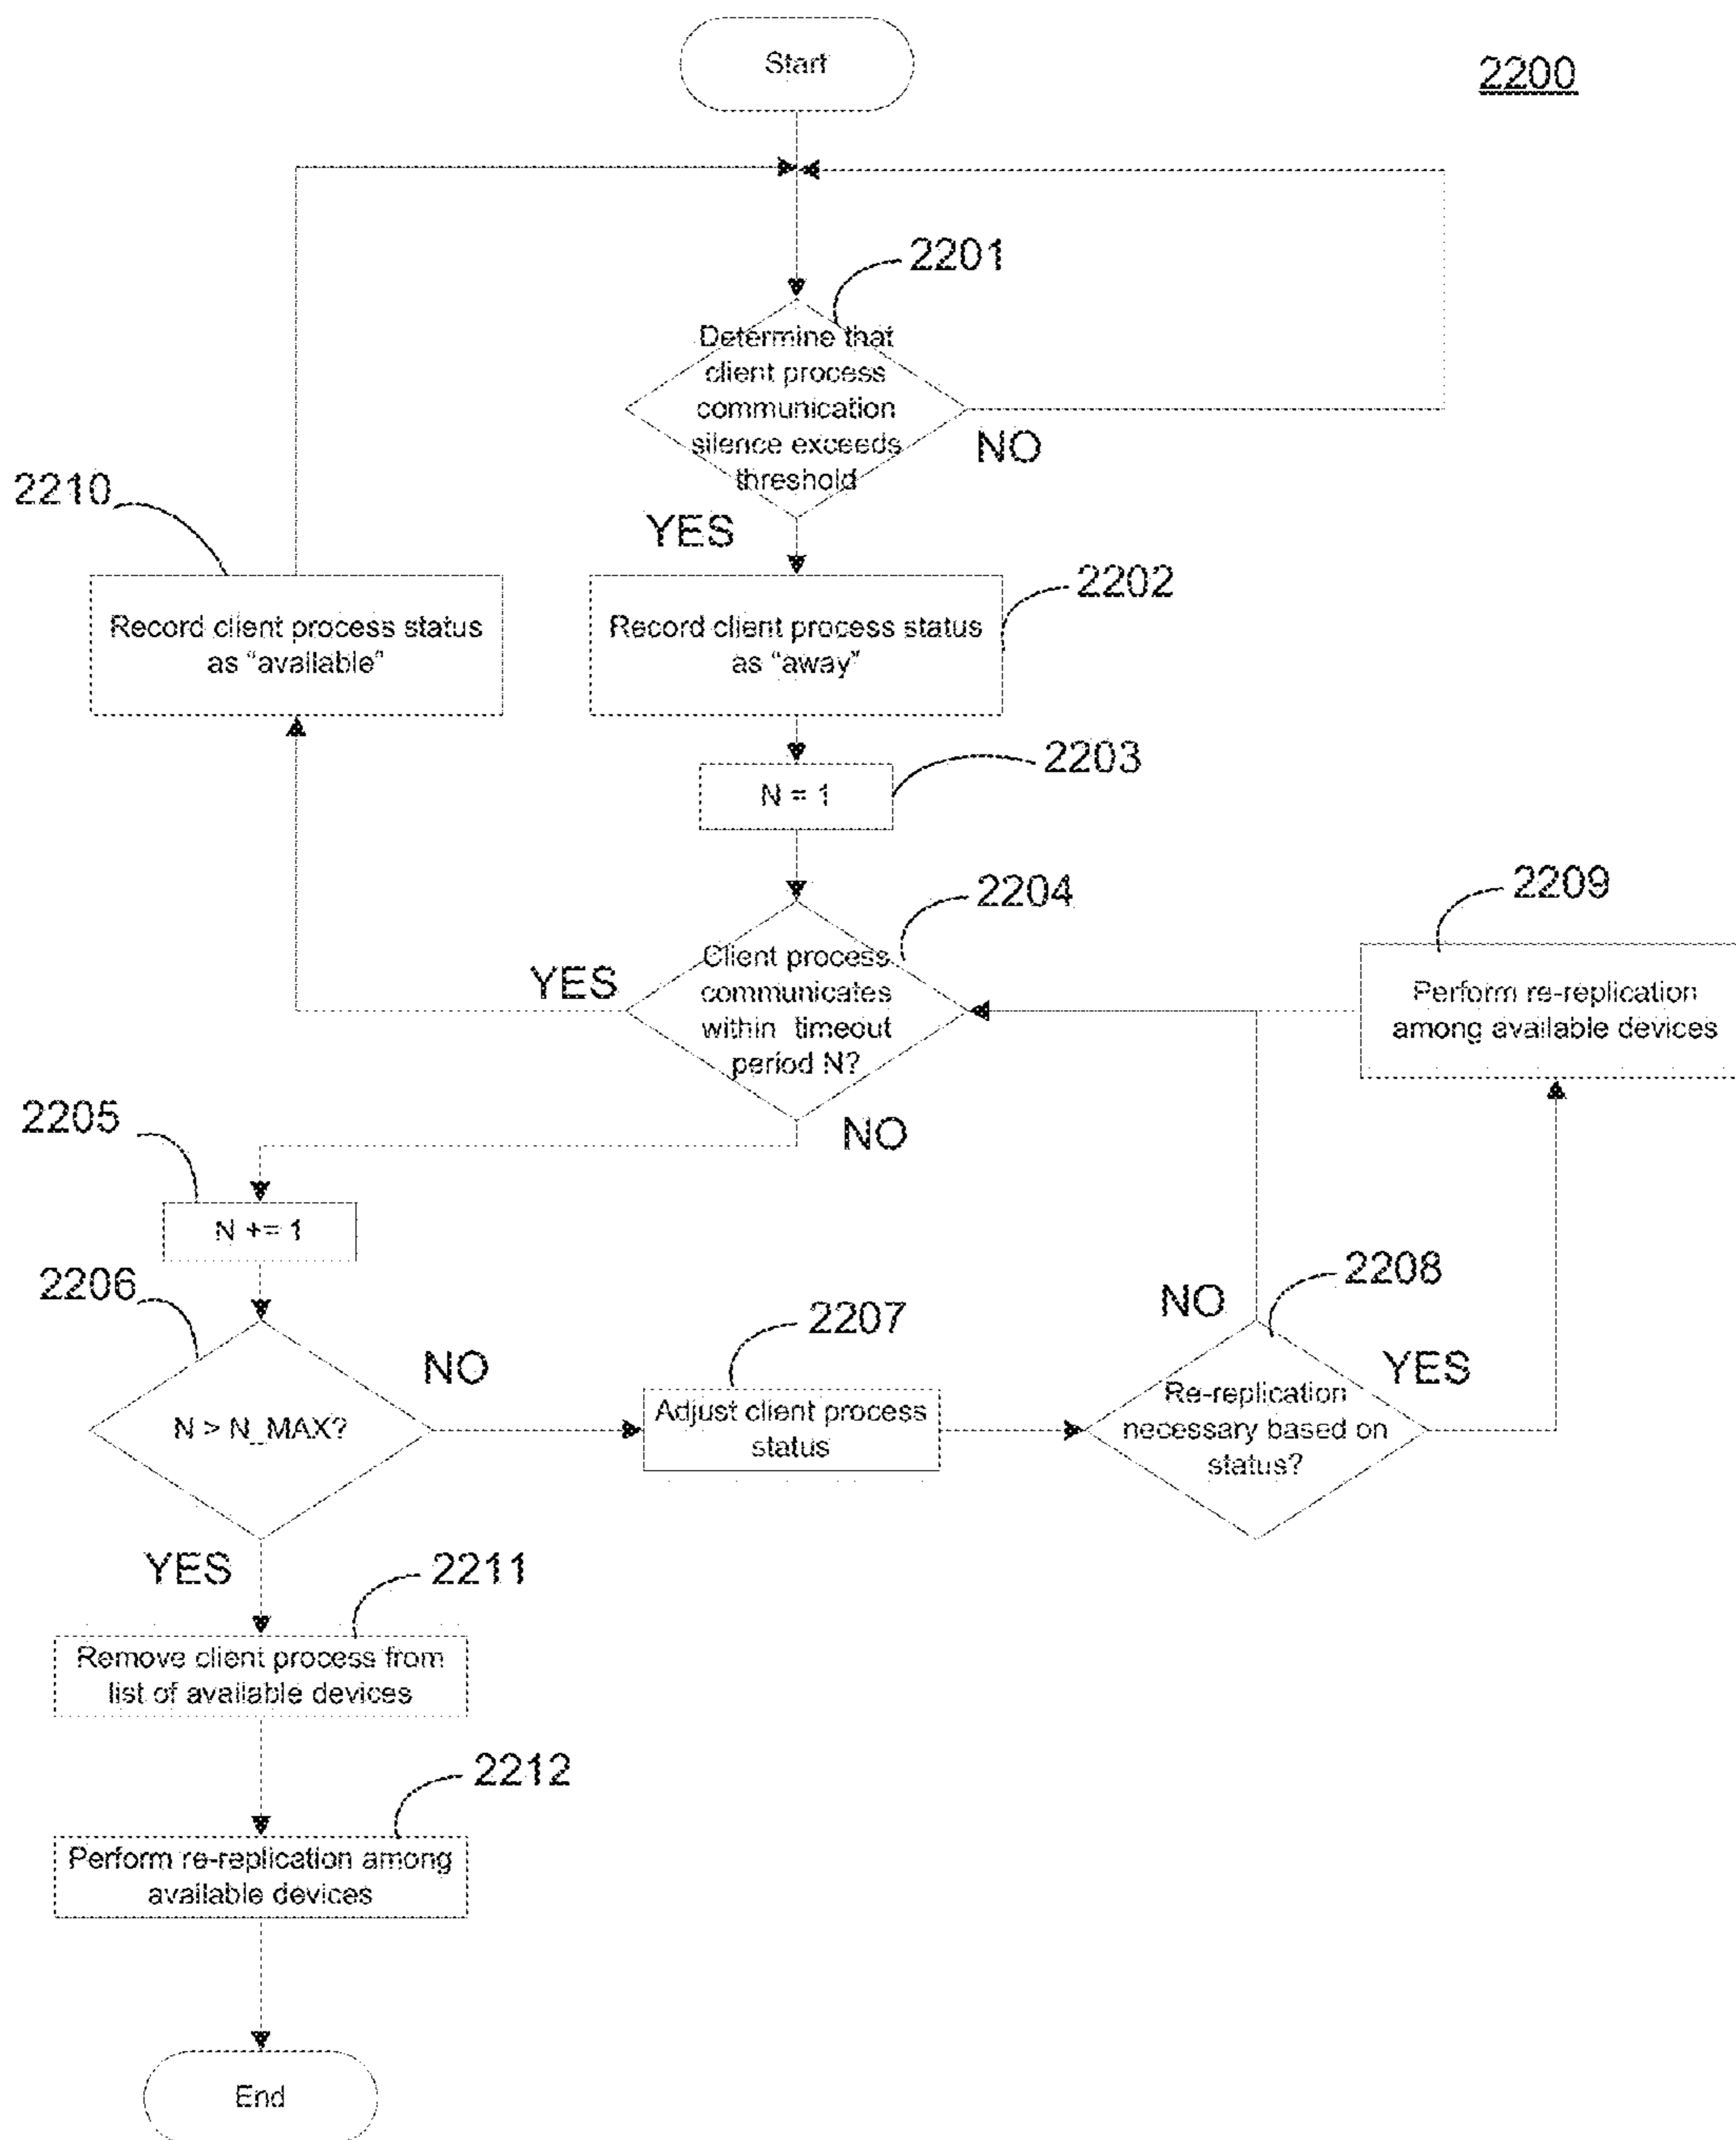 Start
2200
2201
Determine that
client process
communication
silence exceeds
threshold
NO
YES
2210
Record client process status
as "available"
2202
Record client process status
as "away"
2203
N = 1
2204
Client process
communicates
within timeout
period N?
YES
NO
2209
Perform re-replication
among available devices
2205
N += 1
2206
N > N_MAX?
NO
YES
2207
Adjust client process
status
2208
NO
YES
Re-replication
necessary based on
status?
2211
Remove client process from
list of available devices
2212
Perform re-replication among
available devices
End